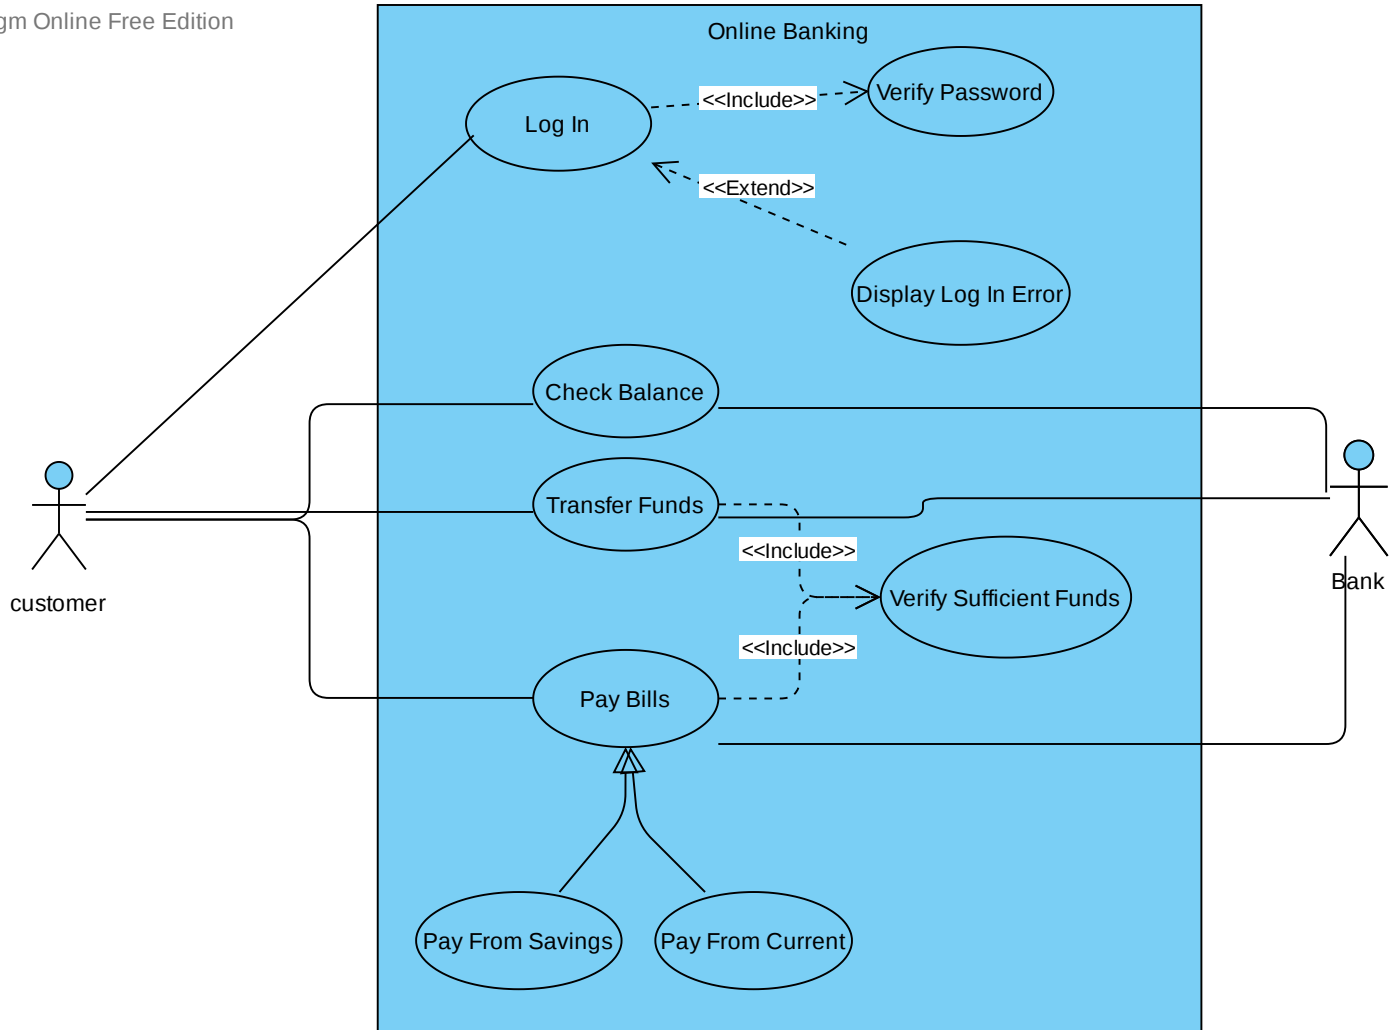 gm Online Free Edition
Online Banking
Log In
<<Include>>
Verify Password
<<Extend>>
Display Log In Error
Check Balance
Transfer Funds
<<Include>>
Verify Sufficient Funds
customer
Bank
<<Include>>
Pay Bills
Pay From Savings
Pay From Current